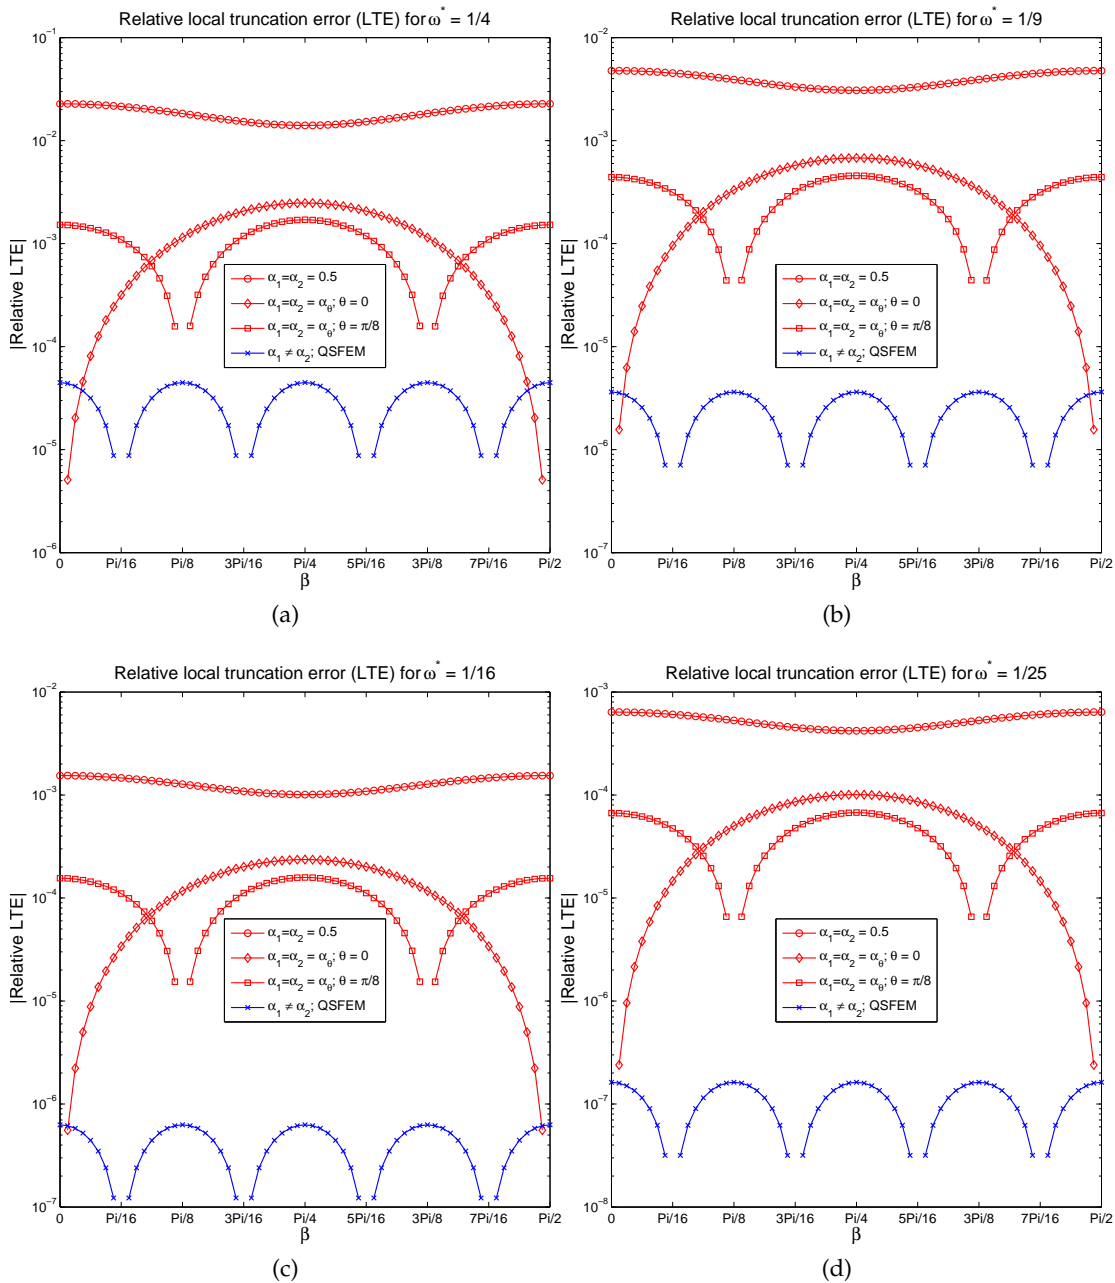 Relative local truncation error (LTE) for ω* = 1/4
10⁻¹
10⁻²
10⁻³
10⁻⁴
10⁻⁵
10⁻⁶
|Relative LTE|
α₁=α₂ = 0.5
α₁=α₂ = α_θ; θ = 0
α₁=α₂ = α_θ; θ = π/8
α₁ ≠ α₂; QSFEM
0 Pi/16 Pi/8 3Pi/16 Pi/4 5Pi/16 3Pi/8 7Pi/16 Pi/2
β
(a)
Relative local truncation error (LTE) for ω* = 1/9
10⁻²
10⁻³
10⁻⁴
10⁻⁵
10⁻⁶
10⁻⁷
|Relative LTE|
α₁=α₂ = 0.5
α₁=α₂ = α_θ; θ = 0
α₁=α₂ = α_θ; θ = π/8
α₁ ≠ α₂; QSFEM
0 Pi/16 Pi/8 3Pi/16 Pi/4 5Pi/16 3Pi/8 7Pi/16 Pi/2
β
(b)
Relative local truncation error (LTE) for ω* = 1/16
10⁻²
10⁻³
10⁻⁴
10⁻⁵
10⁻⁶
10⁻⁷
|Relative LTE|
α₁=α₂ = 0.5
α₁=α₂ = α_θ; θ = 0
α₁=α₂ = α_θ; θ = π/8
α₁ ≠ α₂; QSFEM
0 Pi/16 Pi/8 3Pi/16 Pi/4 5Pi/16 3Pi/8 7Pi/16 Pi/2
β
(c)
Relative local truncation error (LTE) for ω* = 1/25
10⁻³
10⁻⁴
10⁻⁵
10⁻⁶
10⁻⁷
10⁻⁸
|Relative LTE|
α₁=α₂ = 0.5
α₁=α₂ = α_θ; θ = 0
α₁=α₂ = α_θ; θ = π/8
α₁ ≠ α₂; QSFEM
0 Pi/16 Pi/8 3Pi/16 Pi/4 5Pi/16 3Pi/8 7Pi/16 Pi/2
β
(d)